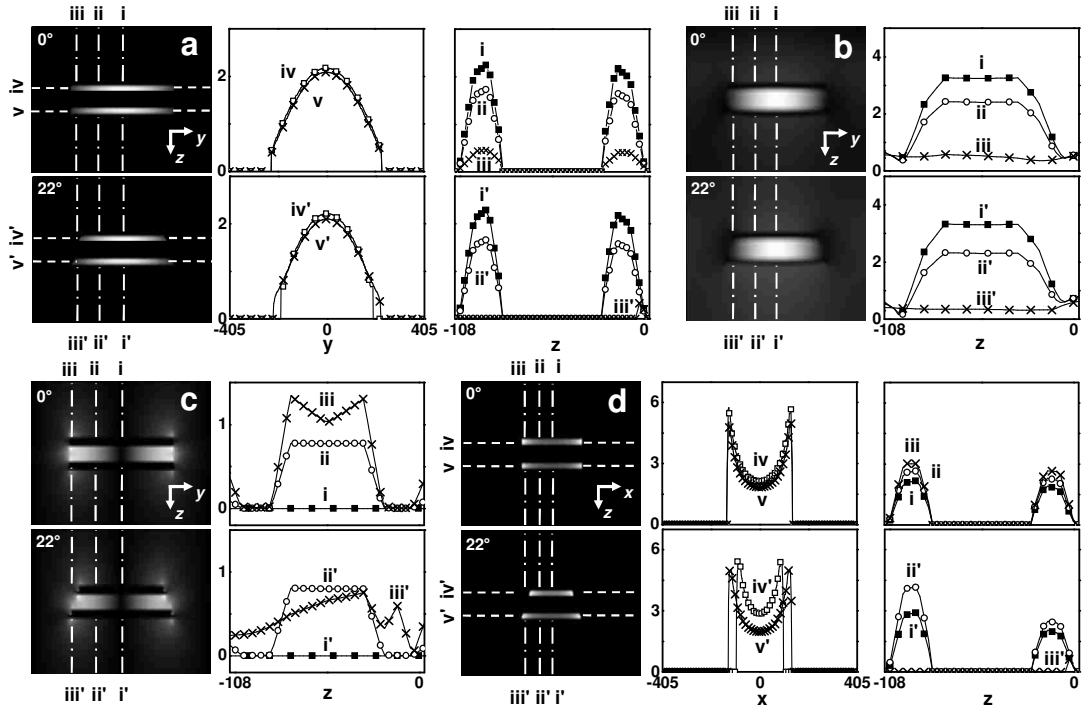 iii ii i
0°
a
iv
v
y
z
22°
iv'
v'
iii' ii' i'
2
0
iv
v
2
0
iv'
v'
-405 0 405
y
i
ii
iii
i'
ii'
iii'
-108 0
z
iii ii i
0°
b
y
z
22°
iii' ii' i'
4
2
0
i
ii
iii
4
2
0
i'
ii'
iii'
-108 0
z
iii ii i
0°
c
y
z
22°
iii' ii' i'
1
0
iii
ii
i
1
0
ii'
iii'
i'
-108 0
z
iii ii i
0°
d
iv
v
x
z
22°
iv'
v'
iii' ii' i'
6
3
0
iv
v
6
3
0
iv'
v'
-405 0 405
x
iii
ii
i
ii'
i'
iii'
-108 0
z